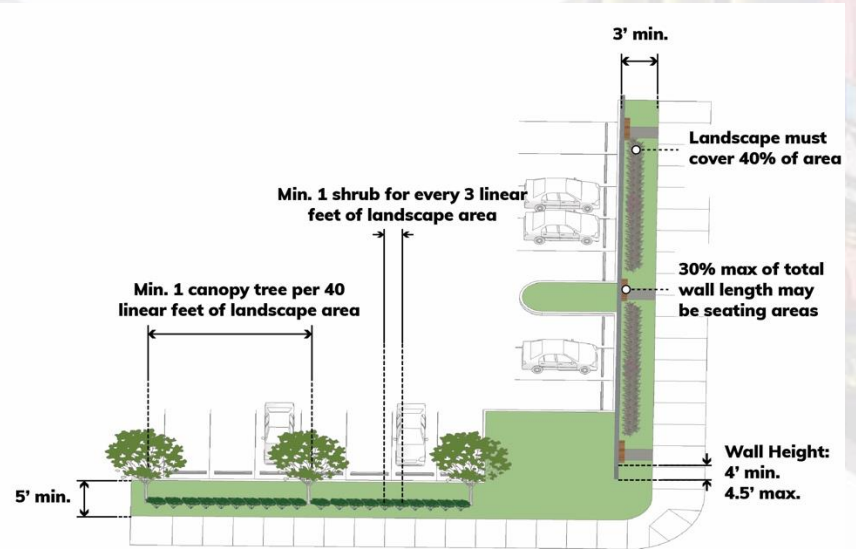 3’ min.
Landscape must
cover 40% of area
Min. 1 shrub for every 3 linear
feet of landscape area
30% max of total
wall length may
be seating areas
Min. 1 canopy tree per 40
linear feet of landscape area
Wall Height:
4’ min.
4.5’ max.
5’ min.